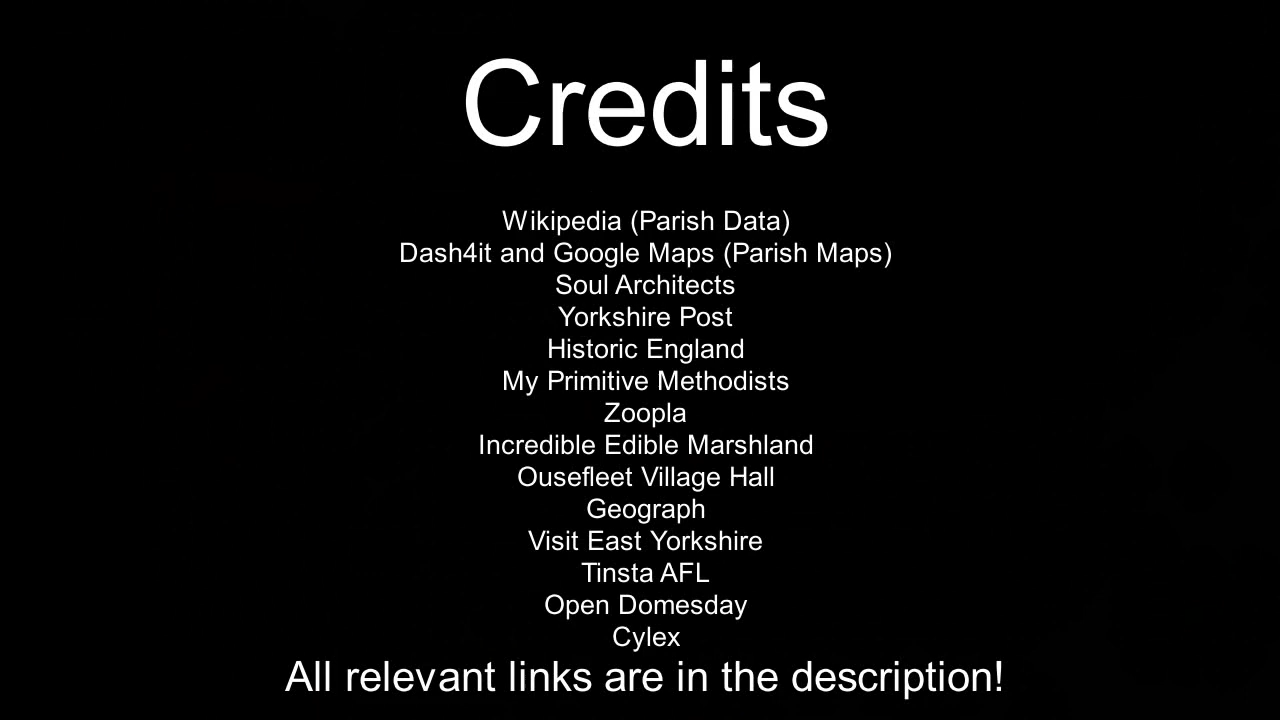 Credits
Wikipedia (Parish Data)
Dash4it and Google Maps (Parish Maps)
Soul Architects
Yorkshire Post
Historic England
My Primitive Methodists
Zoopla
Incredible Edible Marshland
Ousefleet Village Hall
Geograph
Visit East Yorkshire
Tinsta AFL
Open Domesday
Cylex
All relevant links are in the description!